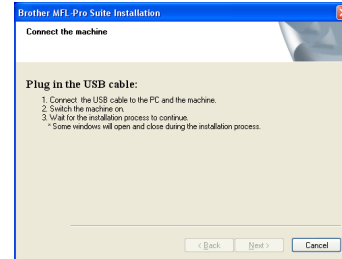 Brother MFL-Pro Suite Installation
Connect the machine
Plug in the USB cable:
1. Connect the USB cable to the PC and the machine.
2. Switch the machine on.
3. Wait for the installation process to continue.
* Some windows will open and close during the installation process.
< Back Next > Cancel